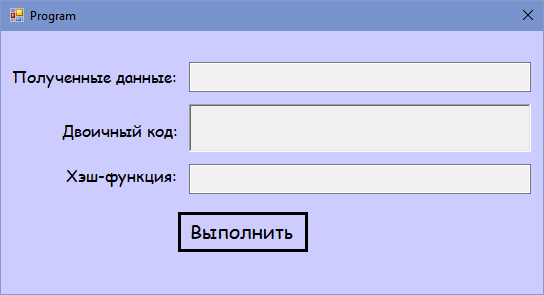 Program
Полученные данные:
Двоичный код:
Хэш-функция:
Выполнить